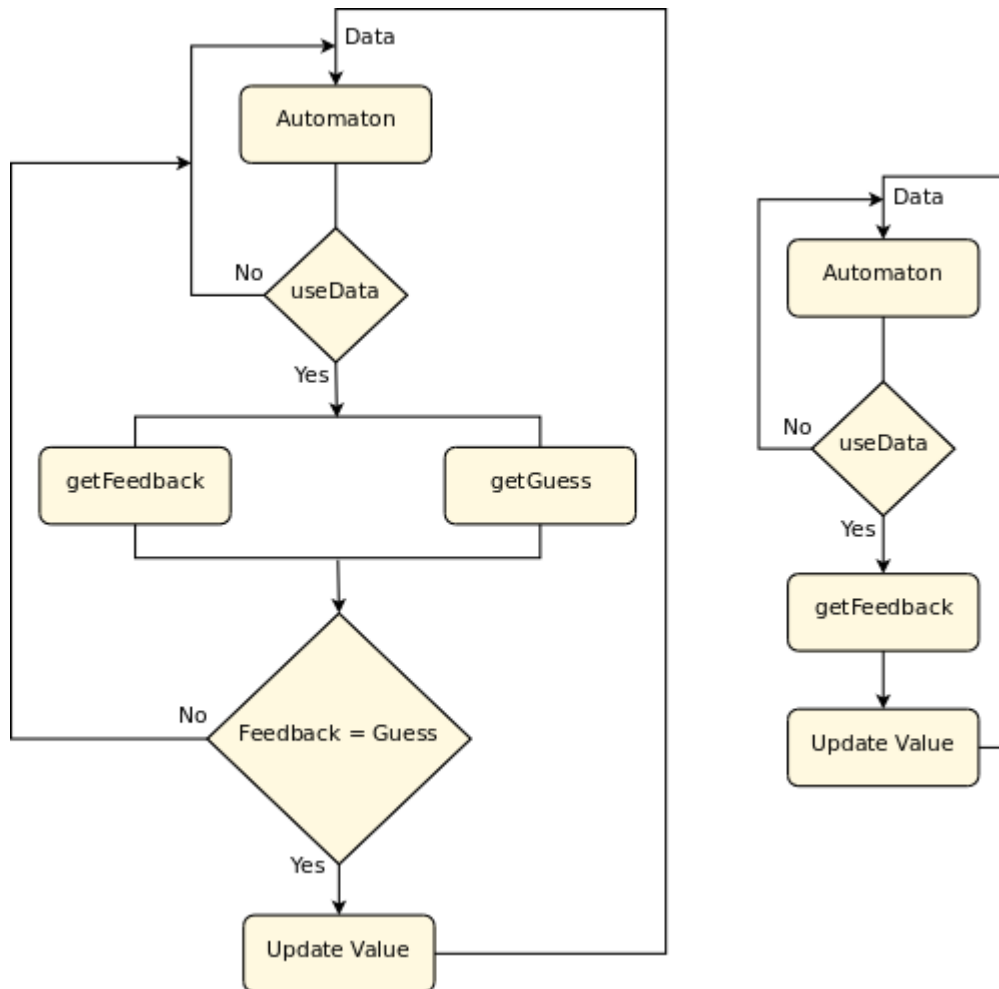 Data
Automaton
No
useData
Yes
getFeedback
getGuess
No
Feedback = Guess
Yes
Update Value
Data
Automaton
No
useData
Yes
getFeedback
Update Value